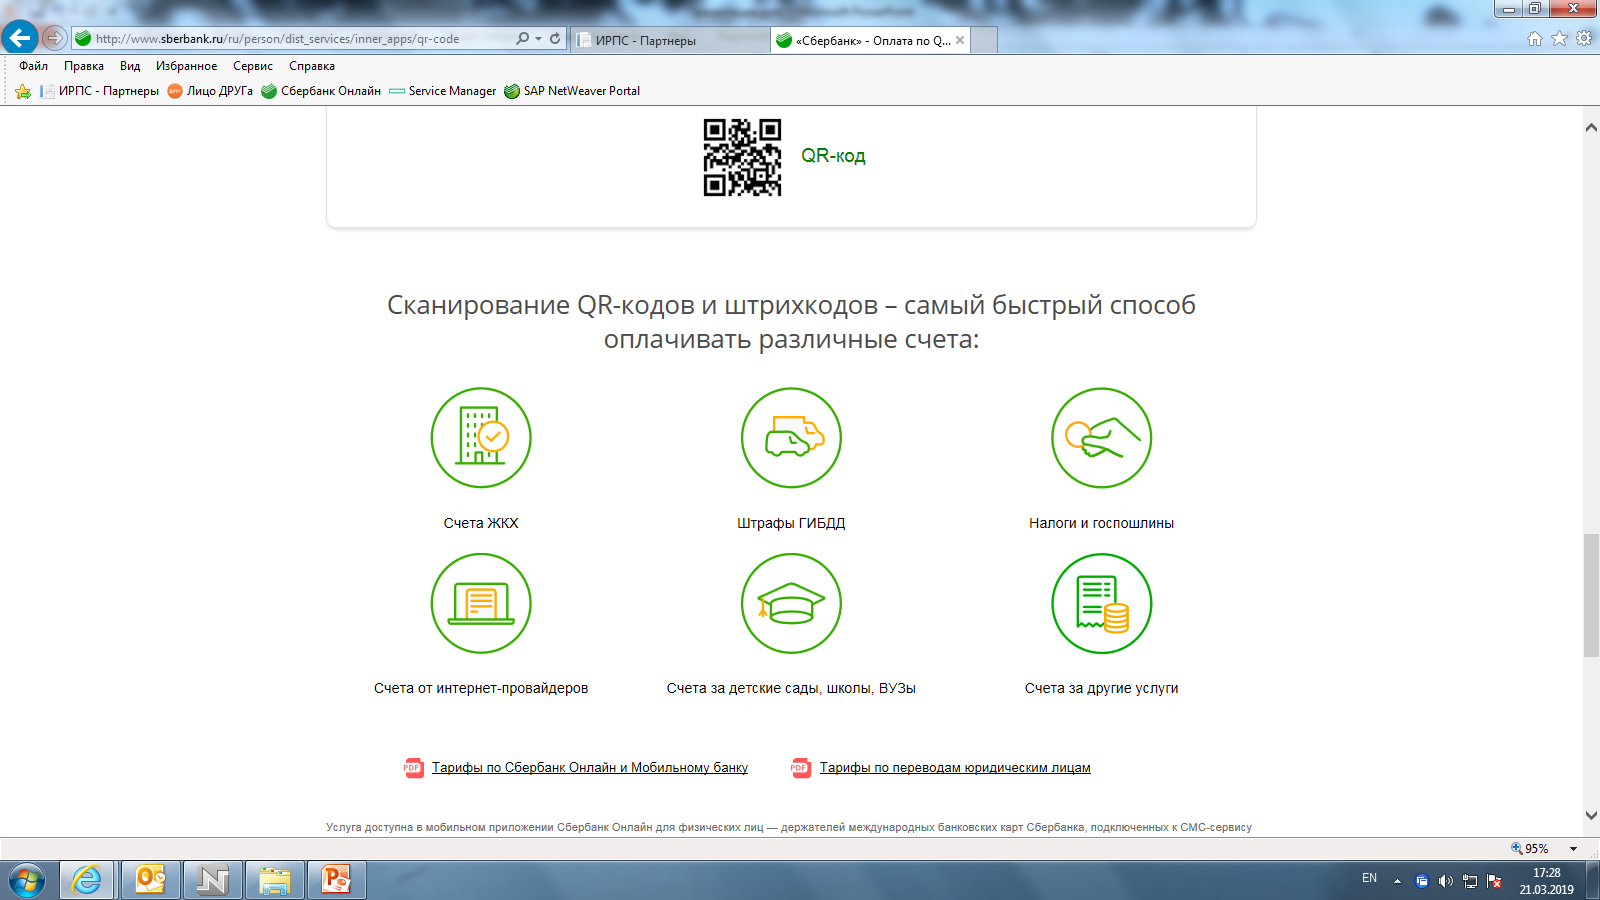 http://www.sberbank.ru/ru/person/dist_services/inner_apps/qr-code
ИРПС - Партнеры
«Сбербанк» - Оплата по Q...
Файл Правка Вид Избранное Сервис Справка
ИРПС - Партнеры Лицо ДРУГа Сбербанк Онлайн Service Manager SAP NetWeaver Portal
QR-код
Сканирование QR-кодов и штрихкодов – самый быстрый способ
оплачивать различные счета:
Счета ЖКХ
Штрафы ГИБДД
Налоги и госпошлины
Счета от интернет-провайдеров
Счета за детские сады, школы, ВУЗы
Счета за другие услуги
PDF Тарифы по Сбербанк Онлайн и Мобильному банку
PDF Тарифы по переводам юридическим лицам
Услуга доступна в мобильном приложении Сбербанк Онлайн для физических лиц — держателей международных банковских карт Сбербанка, подключенных к СМС-сервису
95%
EN
17:28
21.03.2019